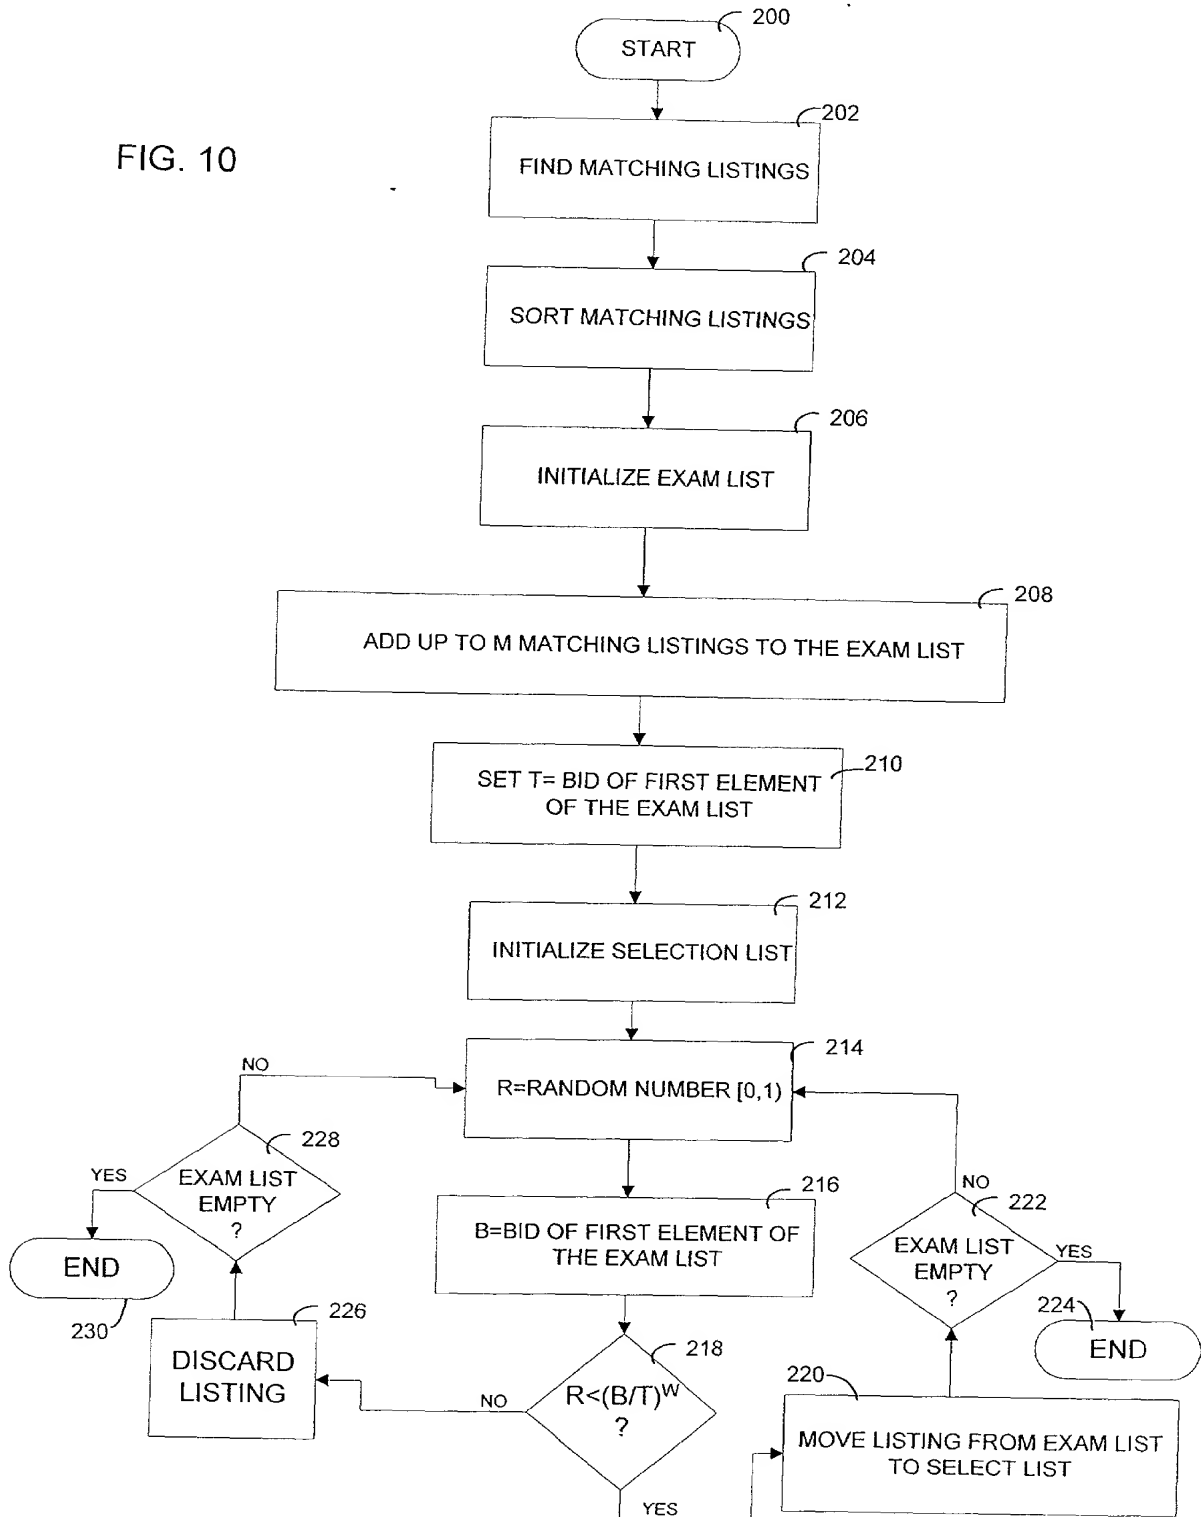 200
START
202
FIG. 10
FIND MATCHING LISTINGS
204
SORT MATCHING LISTINGS
206
INITIALIZE EXAM LIST
208
ADD UP TO M MATCHING LISTINGS TO THE EXAM LIST
210
SET T= BID OF FIRST ELEMENT
OF THE EXAM LIST
212
INITIALIZE SELECTION LIST
214
NO
R=RANDOM NUMBER [0,1)
228
YES
EXAM LIST
EMPTY
?
216
B=BID OF FIRST ELEMENT OF
THE EXAM LIST
NO
222
EXAM LIST
EMPTY
?
YES
END
230
226
DISCARD
LISTING
218
R<(B/T)^W
?
NO
YES
224
END
220
MOVE LISTING FROM EXAM LIST
TO SELECT LIST